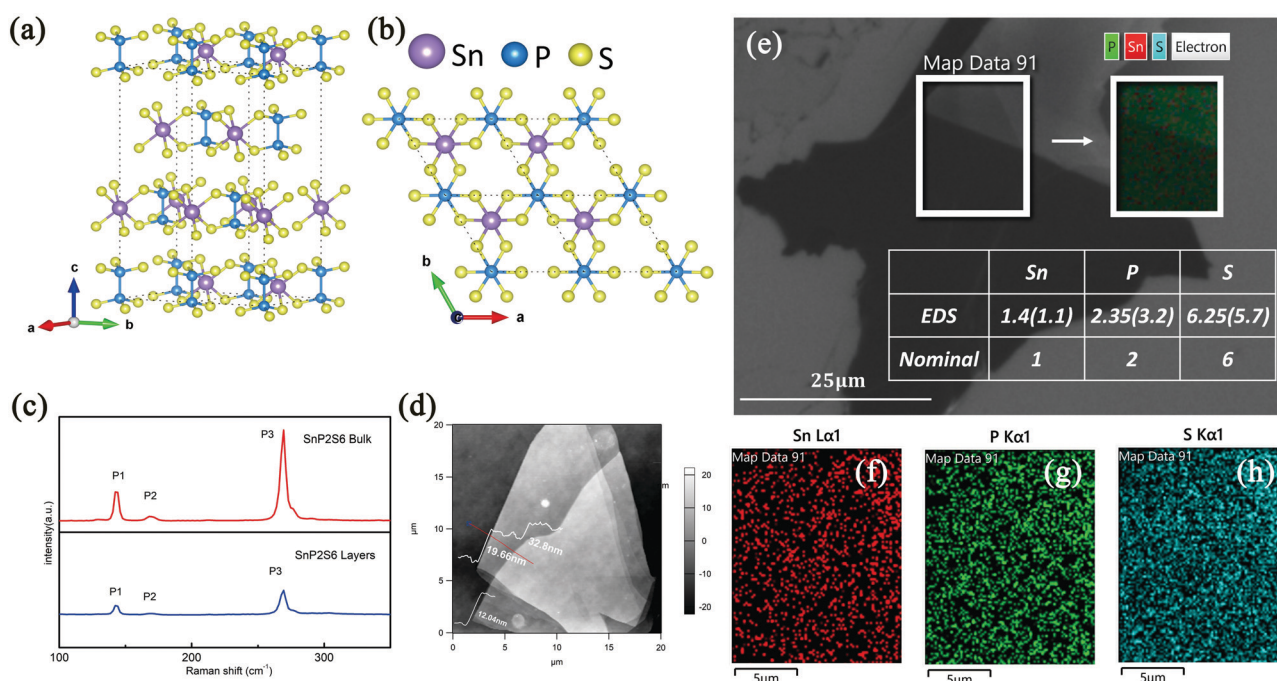 (a)
c
a
b
(b)
Sn
P
S
b
c
a
(c)
P3
SnP2S6 Bulk
P1
P2
SnP2S6 Layers
P3
P1
P2
intensity(a.u.)
100
200
300
Raman shift (cm⁻¹)
(d)
20
15
10
5
0
µm
32.8nm
19.66nm
12.04nm
0
5
10
15
20
µm
m
µm
20
10
0
-10
-20
(e)
P Sn S Electron
Map Data 91
Sn P S
EDS 1.4(1.1) 2.35(3.2) 6.25(5.7)
Nominal 1 2 6
25µm
Sn Lα1
Map Data 91
(f)
5µm
P Kα1
Map Data 91
(g)
5µm
S Kα1
Map Data 91
(h)
5µm